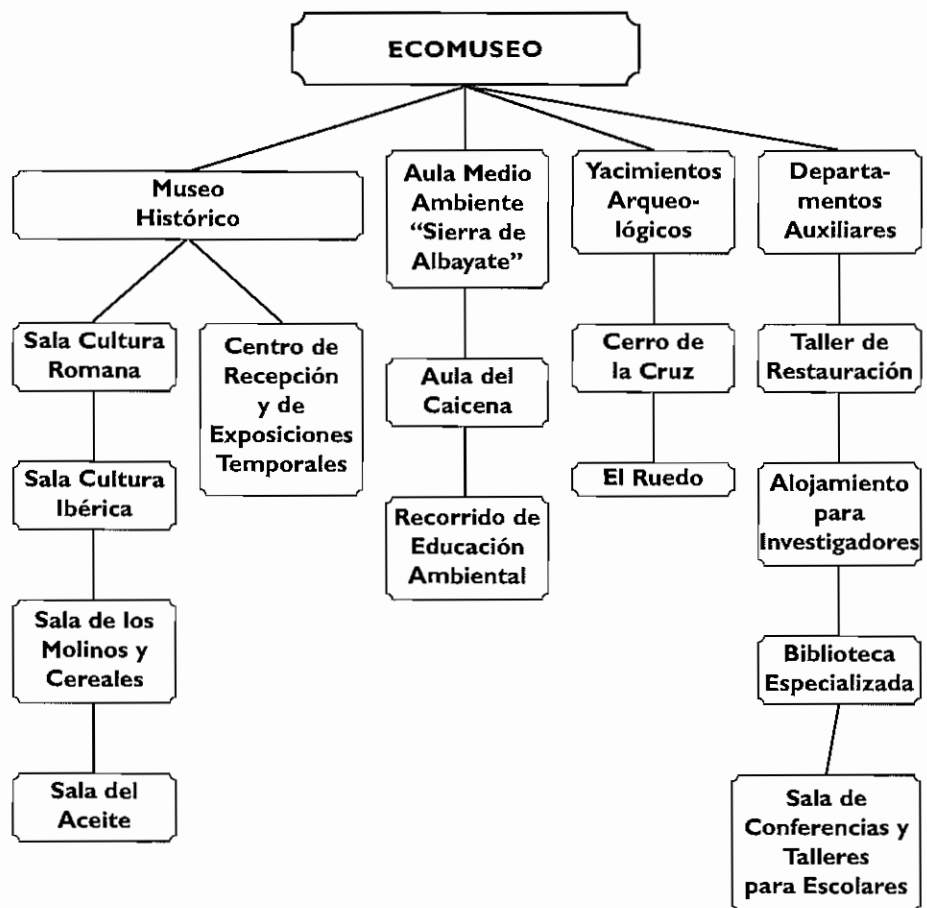 ECOMUSEO
Museo
Histórico
Aula Medio
Ambiente
“Sierra de
Albayate”
Yacimientos
Arqueo-
lógicos
Departa-
mentos
Auxiliares
Sala Cultura
Romana
Centro de
Recepción
y de
Exposiciones
Temporales
Aula del
Caicena
Cerro de
la Cruz
Taller de
Restauración
Sala Cultura
Ibérica
Recorrido de
Educación
Ambiental
El Ruedo
Alojamiento
para
Investigadores
Sala de los
Molinos y
Cereales
Biblioteca
Especializada
Sala del
Aceite
Sala de
Conferencias y
Talleres
para Escolares